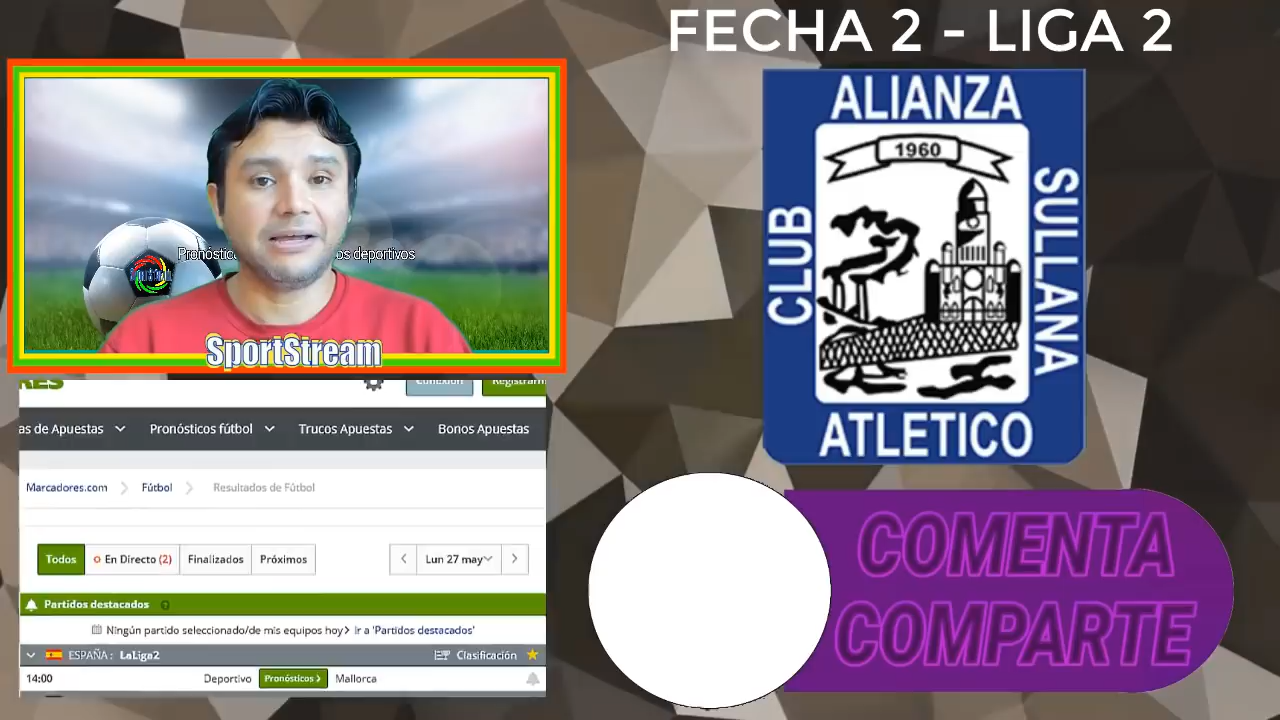 FECHA 2 - LIGA 2
ALIANZA
1960
CLUB
SULLANA
ATLETICO
deportivos
SportStream
as de Apuestas
Pronósticos fútbol
Trucos Apuestas
Bonos Apuestas
Marcadores.com
Fútbol
Resultados de Fútbol
Todos
En Directo (2)
Finalizados
Próximos
Lun 27 may
Partidos destacados
Ningún partido seleccionado/de mis equipos hoy > Ir a 'Partidos destacados'
ESPAÑA : LaLiga2
Clasificación
14:00
Deportivo
Pronósticos >
Mallorca
COMENTA
COMPARTE